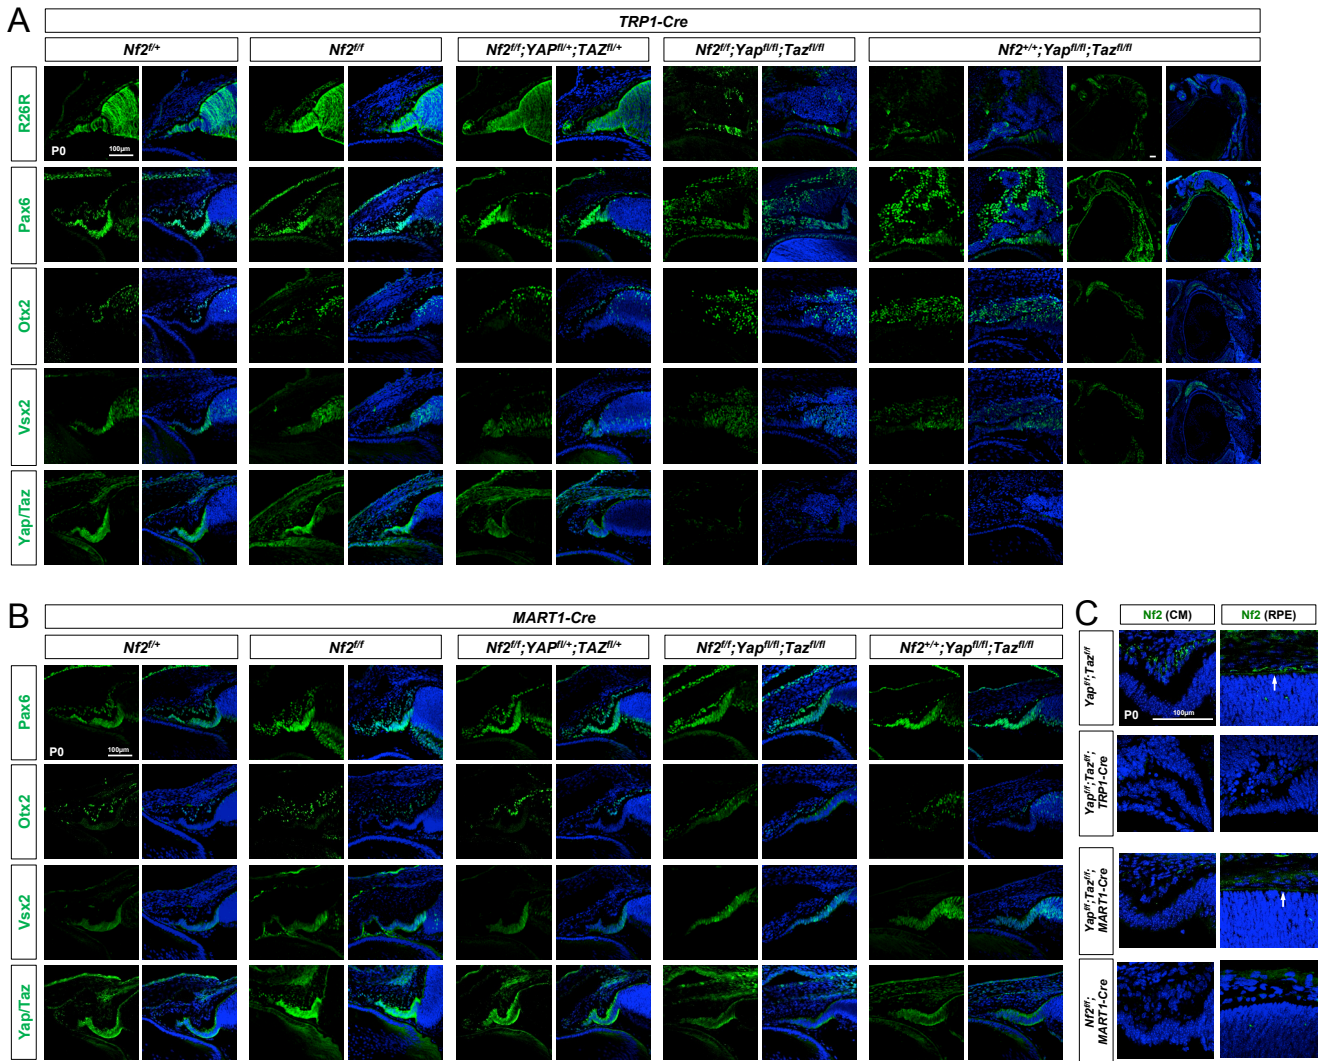 A
TRP1-Cre
Nf2f/+
Nf2f/f
Nf2f/f;YAPfl/+;TAZfl/+
Nf2f/f;Yapfl/fl;Tazfl/fl
Nf2+/+;Yapfl/fl;Tazfl/fl
R26R
P0
100µm
Pax6
Otx2
Vsx2
Yap/Taz
B
MART1-Cre
Nf2f/+
Nf2f/f
Nf2f/f;YAPfl/+;TAZfl/+
Nf2f/f;Yapfl/fl;Tazfl/fl
Nf2+/+;Yapfl/fl;Tazfl/fl
Pax6
P0
100µm
Otx2
Vsx2
Yap/Taz
C
Nf2 (CM)
Nf2 (RPE)
Yapf/f;Tazf/f
P0
100µm
Yapf/f;Tazf/f;
TRP1-Cre
Yapf/f;Tazf/f;
MART1-Cre
Nf2f/f;
MART1-Cre